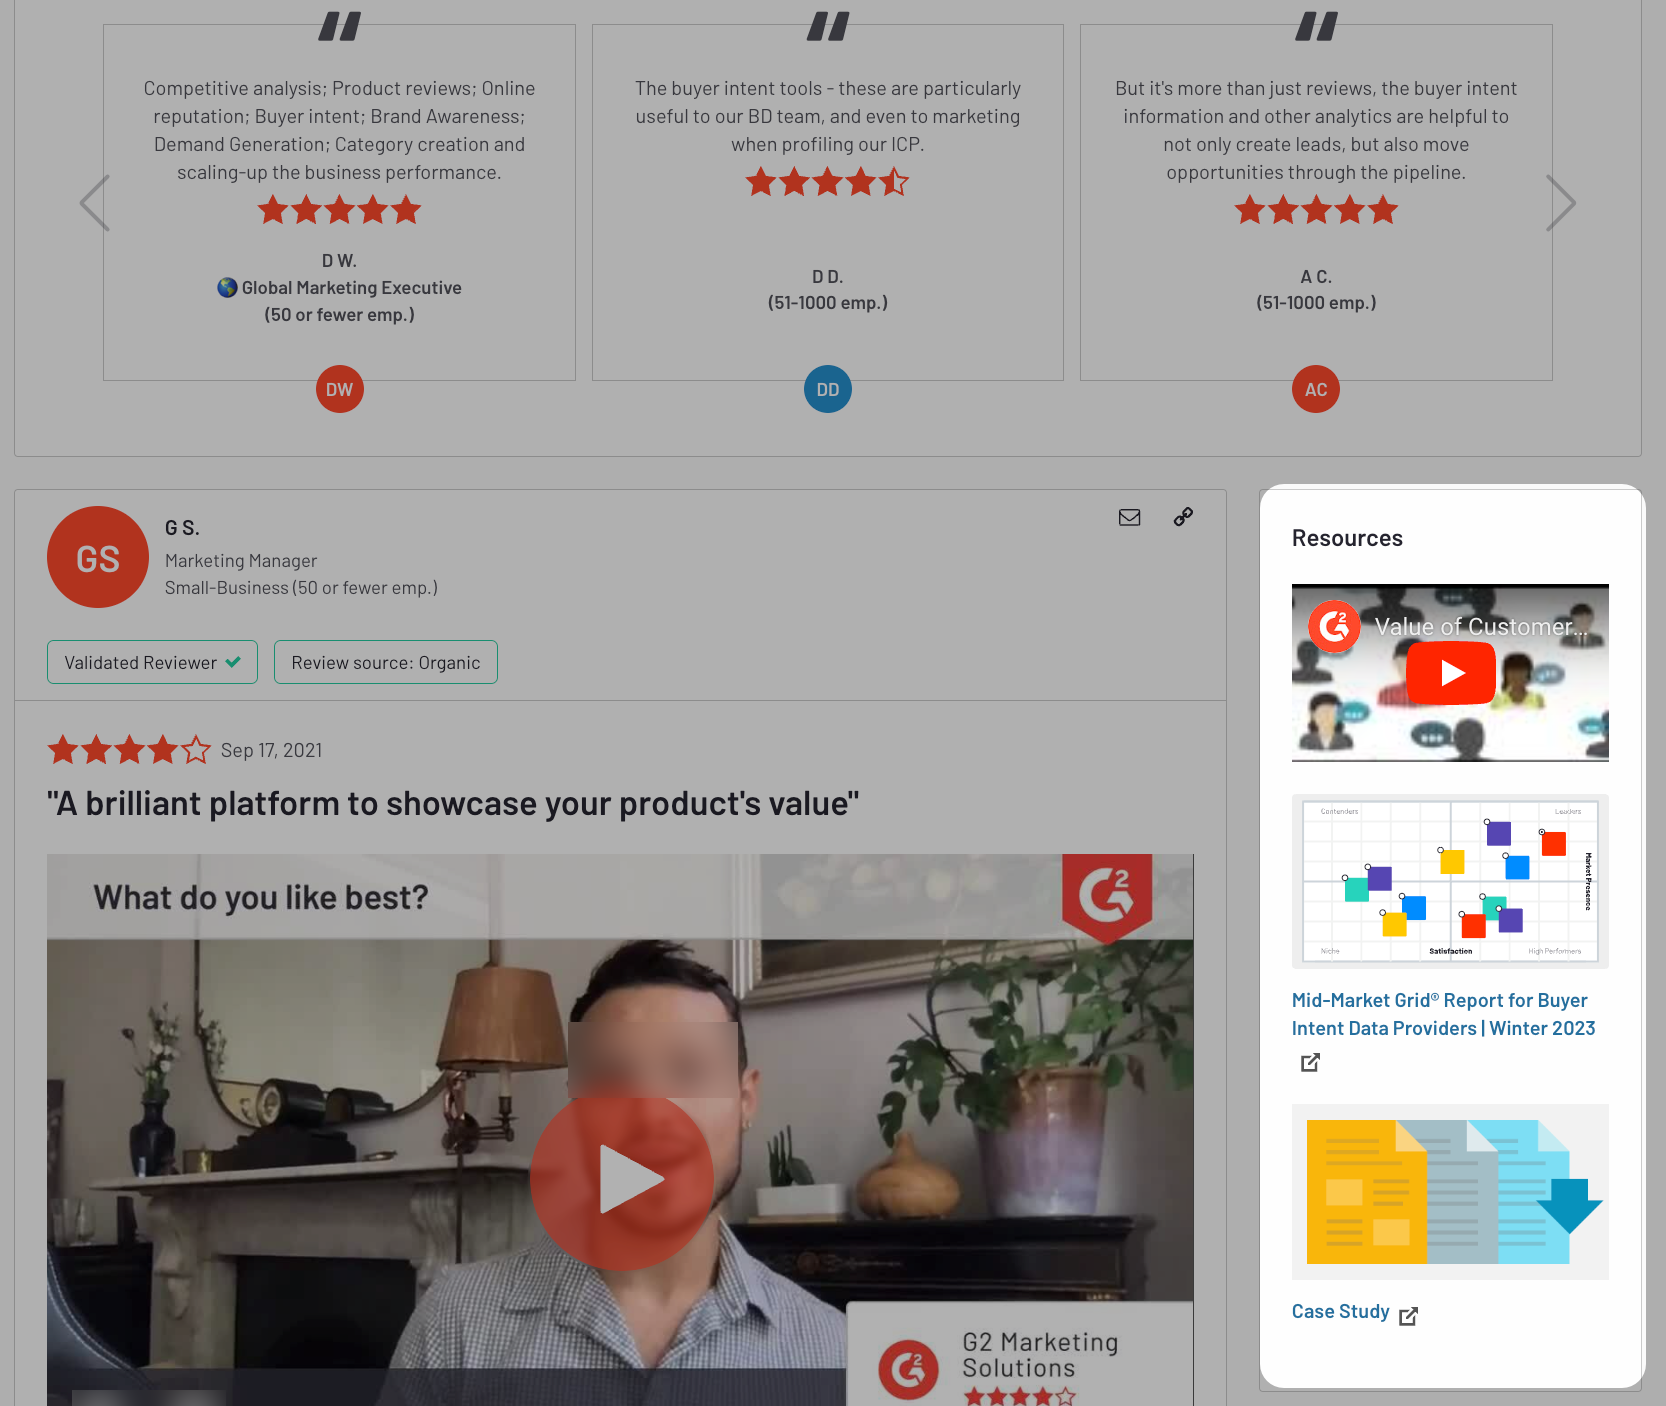 Competitive analysis; Product reviews; Online
reputation; Buyer intent; Brand Awareness;
Demand Generation; Category creation and
scaling-up the business performance.
D W.
Global Marketing Executive
(50 or fewer emp.)
DW
The buyer intent tools - these are particularly
useful to our BD team, and even to marketing
when profiling our ICP.
D D.
(51-1000 emp.)
DD
But it's more than just reviews, the buyer intent
information and other analytics are helpful to
not only create leads, but also move
opportunities through the pipeline.
A C.
(51-1000 emp.)
AC
GS
G S.
Marketing Manager
Small-Business (50 or fewer emp.)
Validated Reviewer
Review source: Organic
Sep 17, 2021
"A brilliant platform to showcase your product's value"
What do you like best?
G2
G2 Marketing
Solutions
G2
Resources
G2
Value of Customer...
Contenders
Leaders
Market Presence
Niche
Satisfaction
High Performers
Mid-Market Grid® Report for Buyer
Intent Data Providers | Winter 2023
Case Study